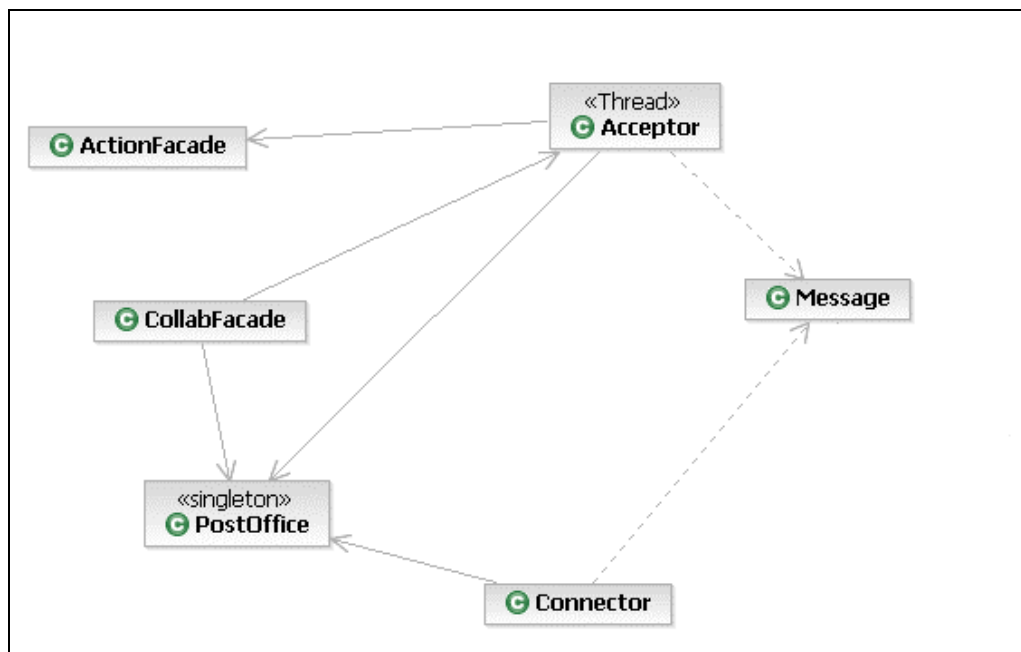 «Thread»
C Acceptor
C ActionFacade
C Message
C CollabFacade
«singleton»
C PostOffice
C Connector